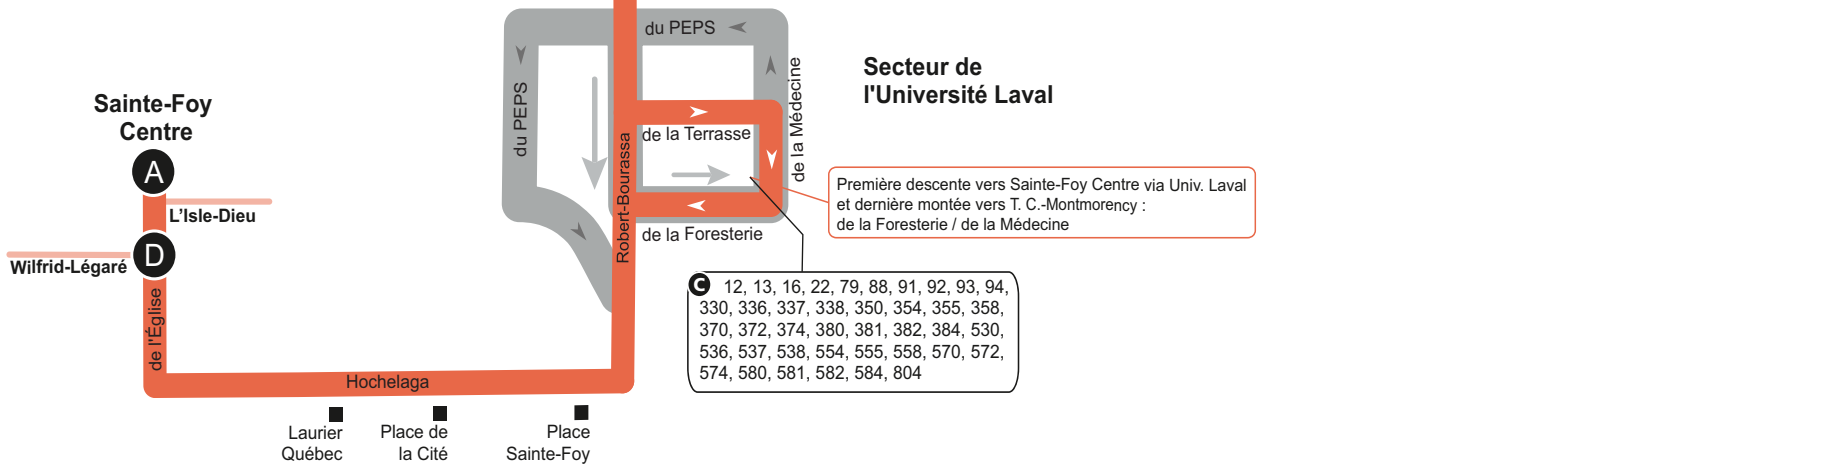 du PEPS
du PEPS
de la Médecine
Secteur de
l'Université Laval
Sainte-Foy
Centre
A
L'Isle-Dieu
D
Wilfrid-Légaré
de l'Église
Robert-Bourassa
de la Terrasse
de la Foresterie
Première descente vers Sainte-Foy Centre via Univ. Laval
et dernière montée vers T. C.-Montmorency :
de la Foresterie / de la Médecine
C 12, 13, 16, 22, 79, 88, 91, 92, 93, 94,
330, 336, 337, 338, 350, 354, 355, 358,
370, 372, 374, 380, 381, 382, 384, 530,
536, 537, 538, 554, 555, 558, 570, 572,
574, 580, 581, 582, 584, 804
Hochelaga
Laurier
Québec
Place de
la Cité
Place
Sainte-Foy